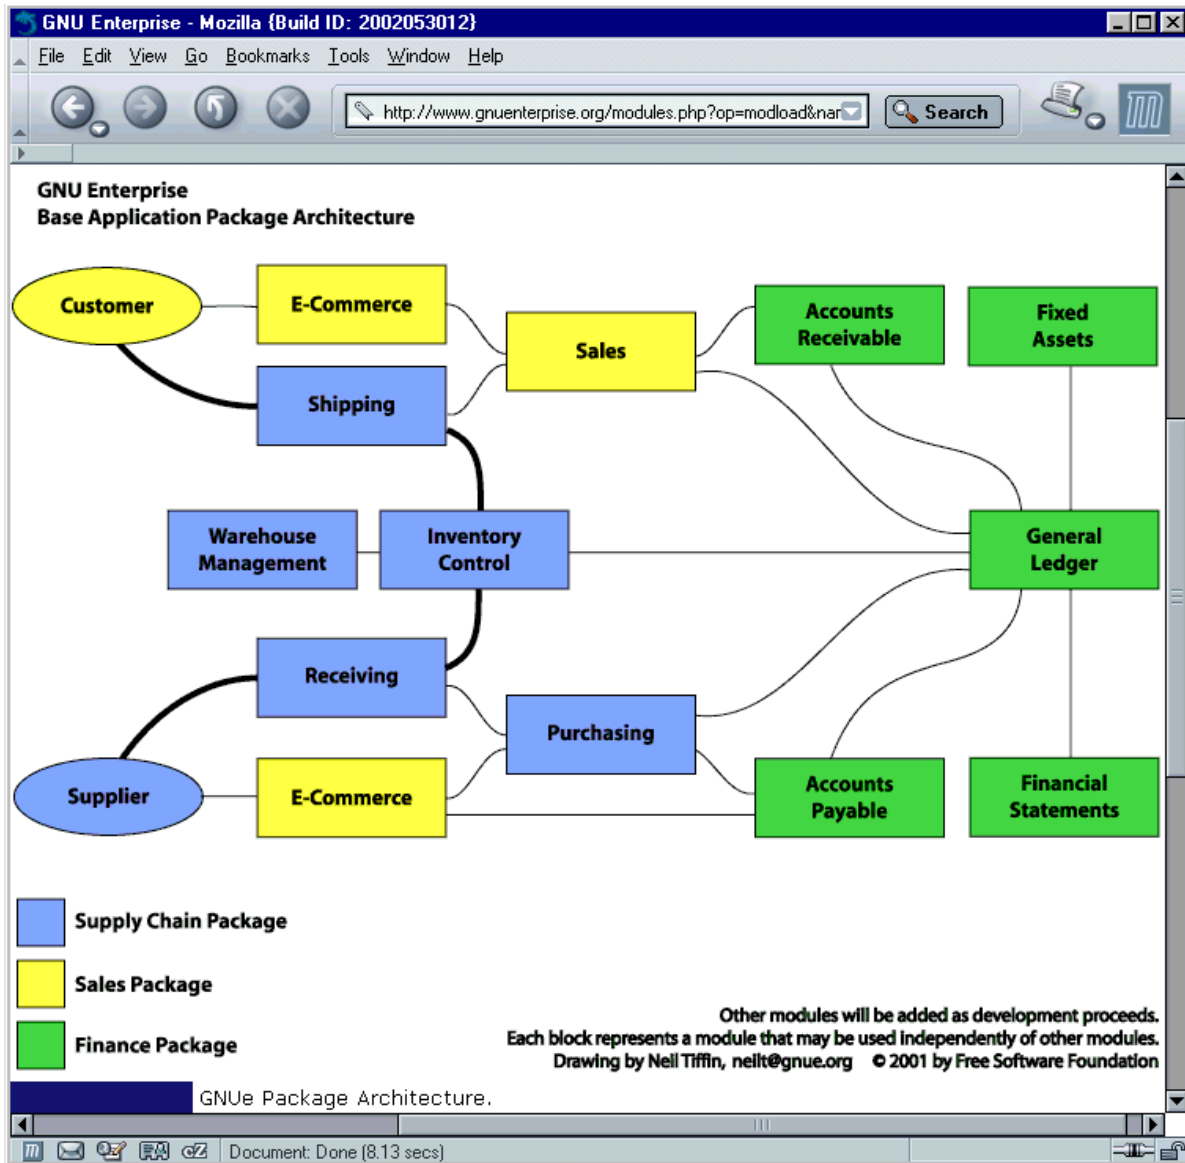 GNU Enterprise - Mozilla {Build ID: 2002053012}
File Edit View Go Bookmarks Tools Window Help
http://www.gnuenterprise.org/modules.php?op=modload&nar
Search
GNU Enterprise
Base Application Package Architecture
Customer
E-Commerce
Sales
Accounts
Receivable
Fixed
Assets
Shipping
Warehouse
Management
Inventory
Control
General
Ledger
Receiving
Purchasing
Supplier
E-Commerce
Accounts
Payable
Financial
Statements
Supply Chain Package
Sales Package
Finance Package
Other modules will be added as development proceeds.
Each block represents a module that may be used independently of other modules.
Drawing by Neil Tiffin, neilt@gnue.org © 2001 by Free Software Foundation
GNUe Package Architecture.
Document: Done (8.13 secs)